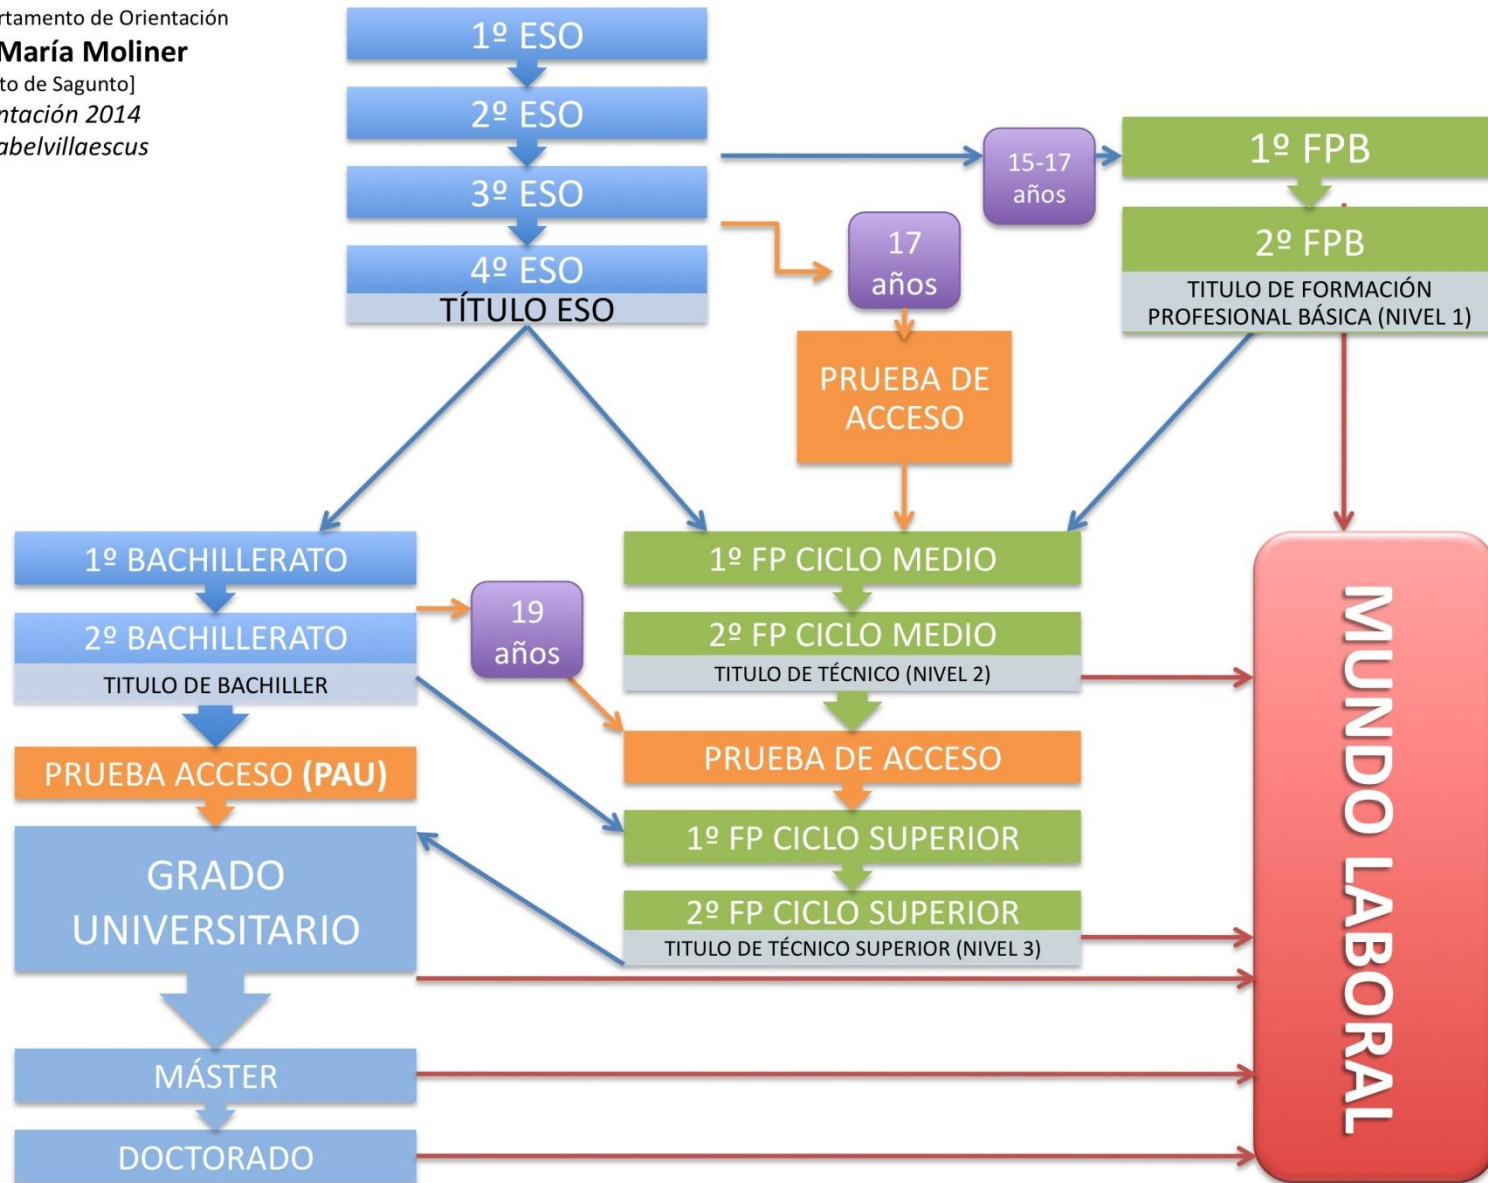 rtamento de Orientación
María Moliner
to de Sagunto]
ntación 2014
abelvillaescus
1º ESO
2º ESO
3º ESO
4º ESO
TÍTULO ESO
15-17
años
17
años
PRUEBA DE
ACCESO
1º FPB
2º FPB
TITULO DE FORMACIÓN
PROFESIONAL BÁSICA (NIVEL 1)
1º BACHILLERATO
2º BACHILLERATO
TITULO DE BACHILLER
PRUEBA ACCESO (PAU)
GRADO
UNIVERSITARIO
MÁSTER
DOCTORADO
19
años
1º FP CICLO MEDIO
2º FP CICLO MEDIO
TITULO DE TÉCNICO (NIVEL 2)
PRUEBA DE ACCESO
1º FP CICLO SUPERIOR
2º FP CICLO SUPERIOR
TITULO DE TÉCNICO SUPERIOR (NIVEL 3)
MUNDO LABORAL